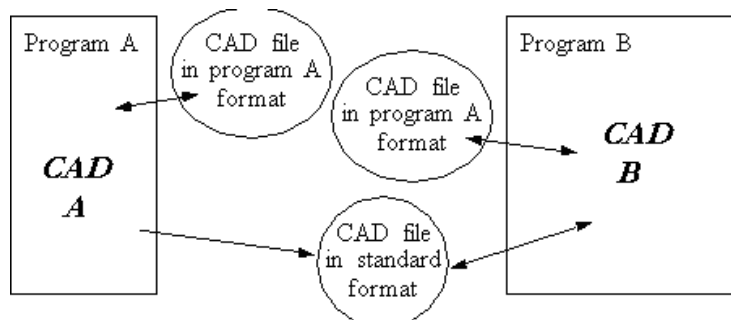 Program A
CAD file
in program A
format
CAD file
in program A
format
Program B
CAD
A
CAD
B
CAD file
in standard
format